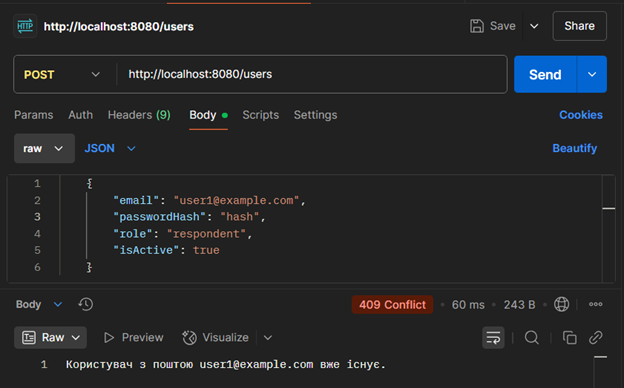 HTTP http://localhost:8080/users Save Share
POST http://localhost:8080/users Send
Params Auth Headers (9) Body Scripts Settings Cookies
raw JSON Beautify
1 {
2 "email": "user1@example.com",
3 "passwordHash": "hash",
4 "role": "respondent",
5 "isActive": true
6 }
Body 409 Conflict • 60 ms • 243 B
Raw Preview Visualize
1 Користувач з поштою user1@example.com вже існує.